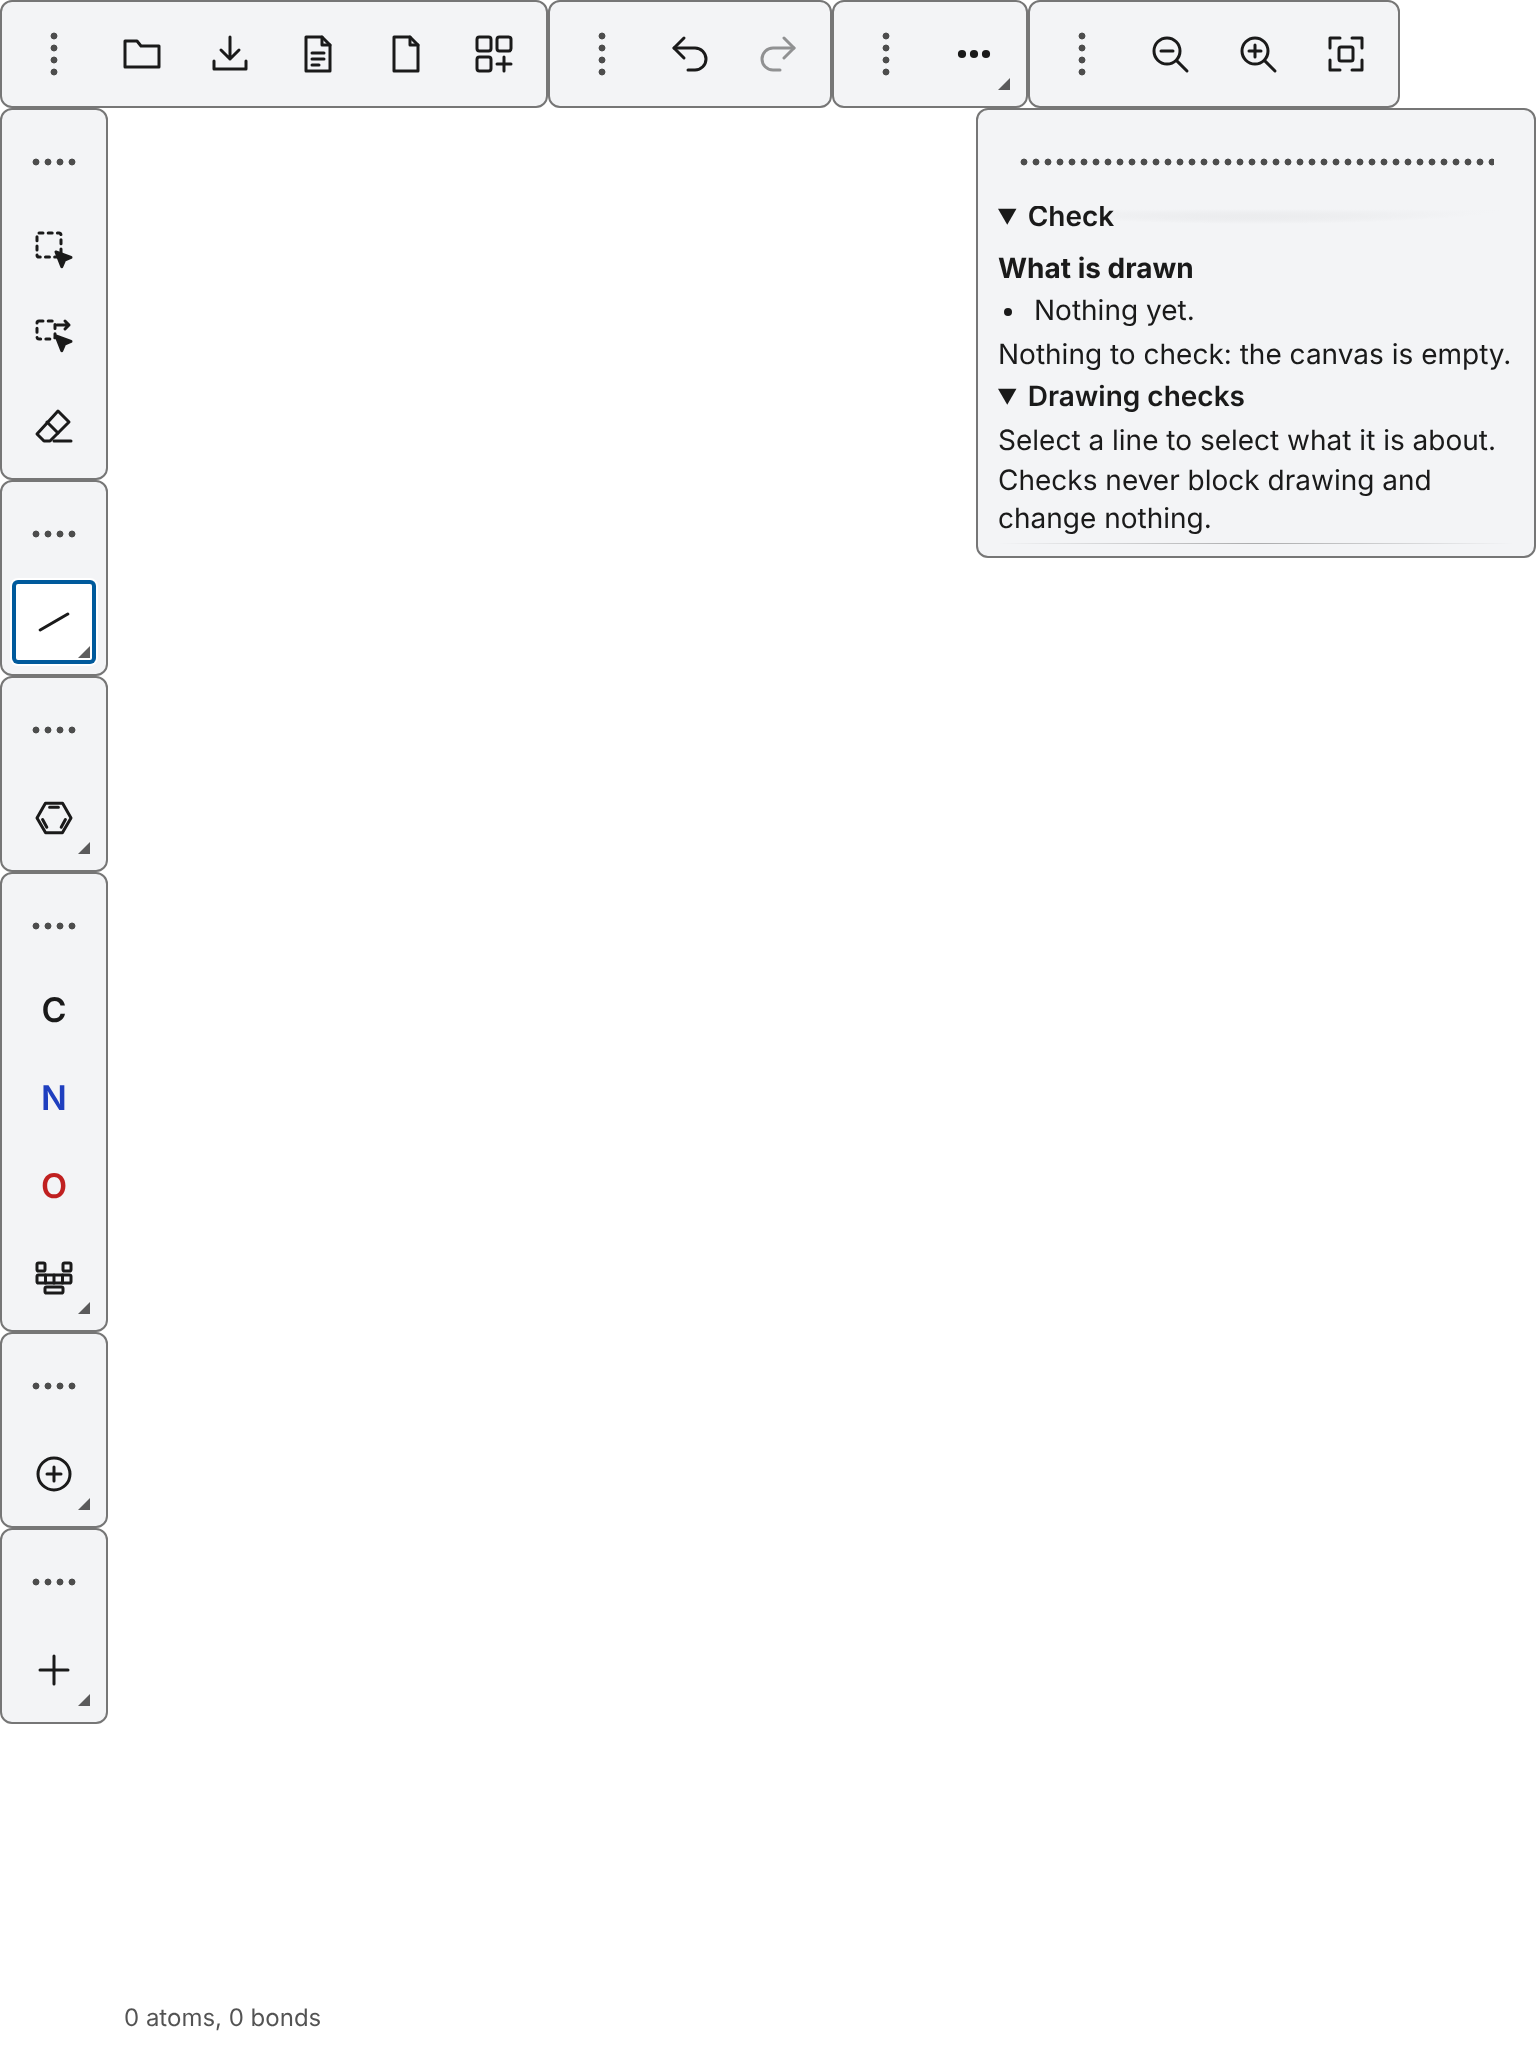 Check
What is drawn
• Nothing yet.
Nothing to check: the canvas is empty.
Drawing checks
Select a line to select what it is about.
Checks never block drawing and
change nothing.
C
N
O
0 atoms, 0 bonds